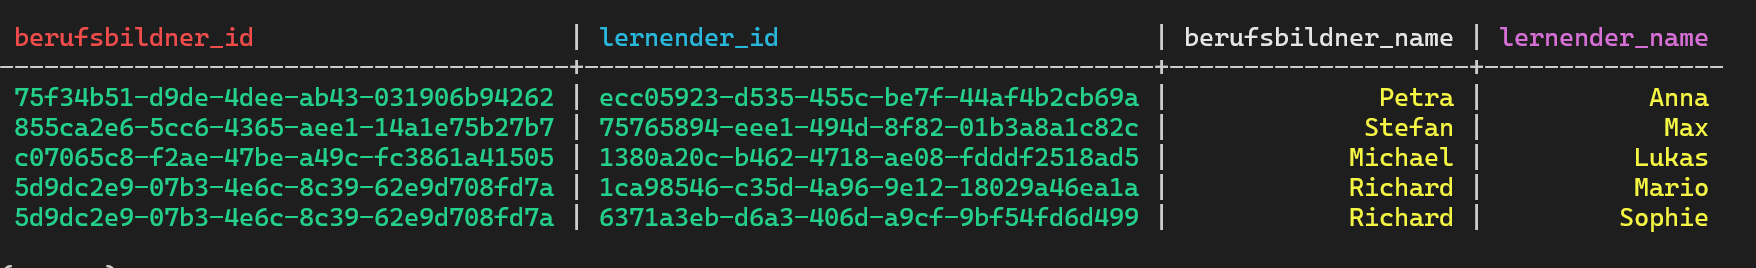 berufsbildner_id | lernender_id | berufsbildner_name | lernender_name
--------------------------------------+--------------------------------------+--------------------+----------------
75f34b51-d9de-4dee-ab43-031906b94262 | ecc05923-d535-455c-be7f-44af4b2cb69a | Petra | Anna
855ca2e6-5cc6-4365-aee1-14a1e75b27b7 | 75765894-eee1-494d-8f82-01b3a8a1c82c | Stefan | Max
c07065c8-f2ae-47be-a49c-fc3861a41505 | 1380a20c-b462-4718-ae08-fdddf2518ad5 | Michael | Lukas
5d9dc2e9-07b3-4e6c-8c39-62e9d708fd7a | 1ca98546-c35d-4a96-9e12-18029a46ea1a | Richard | Mario
5d9dc2e9-07b3-4e6c-8c39-62e9d708fd7a | 6371a3eb-d6a3-406d-a9cf-9bf54fd6d499 | Richard | Sophie